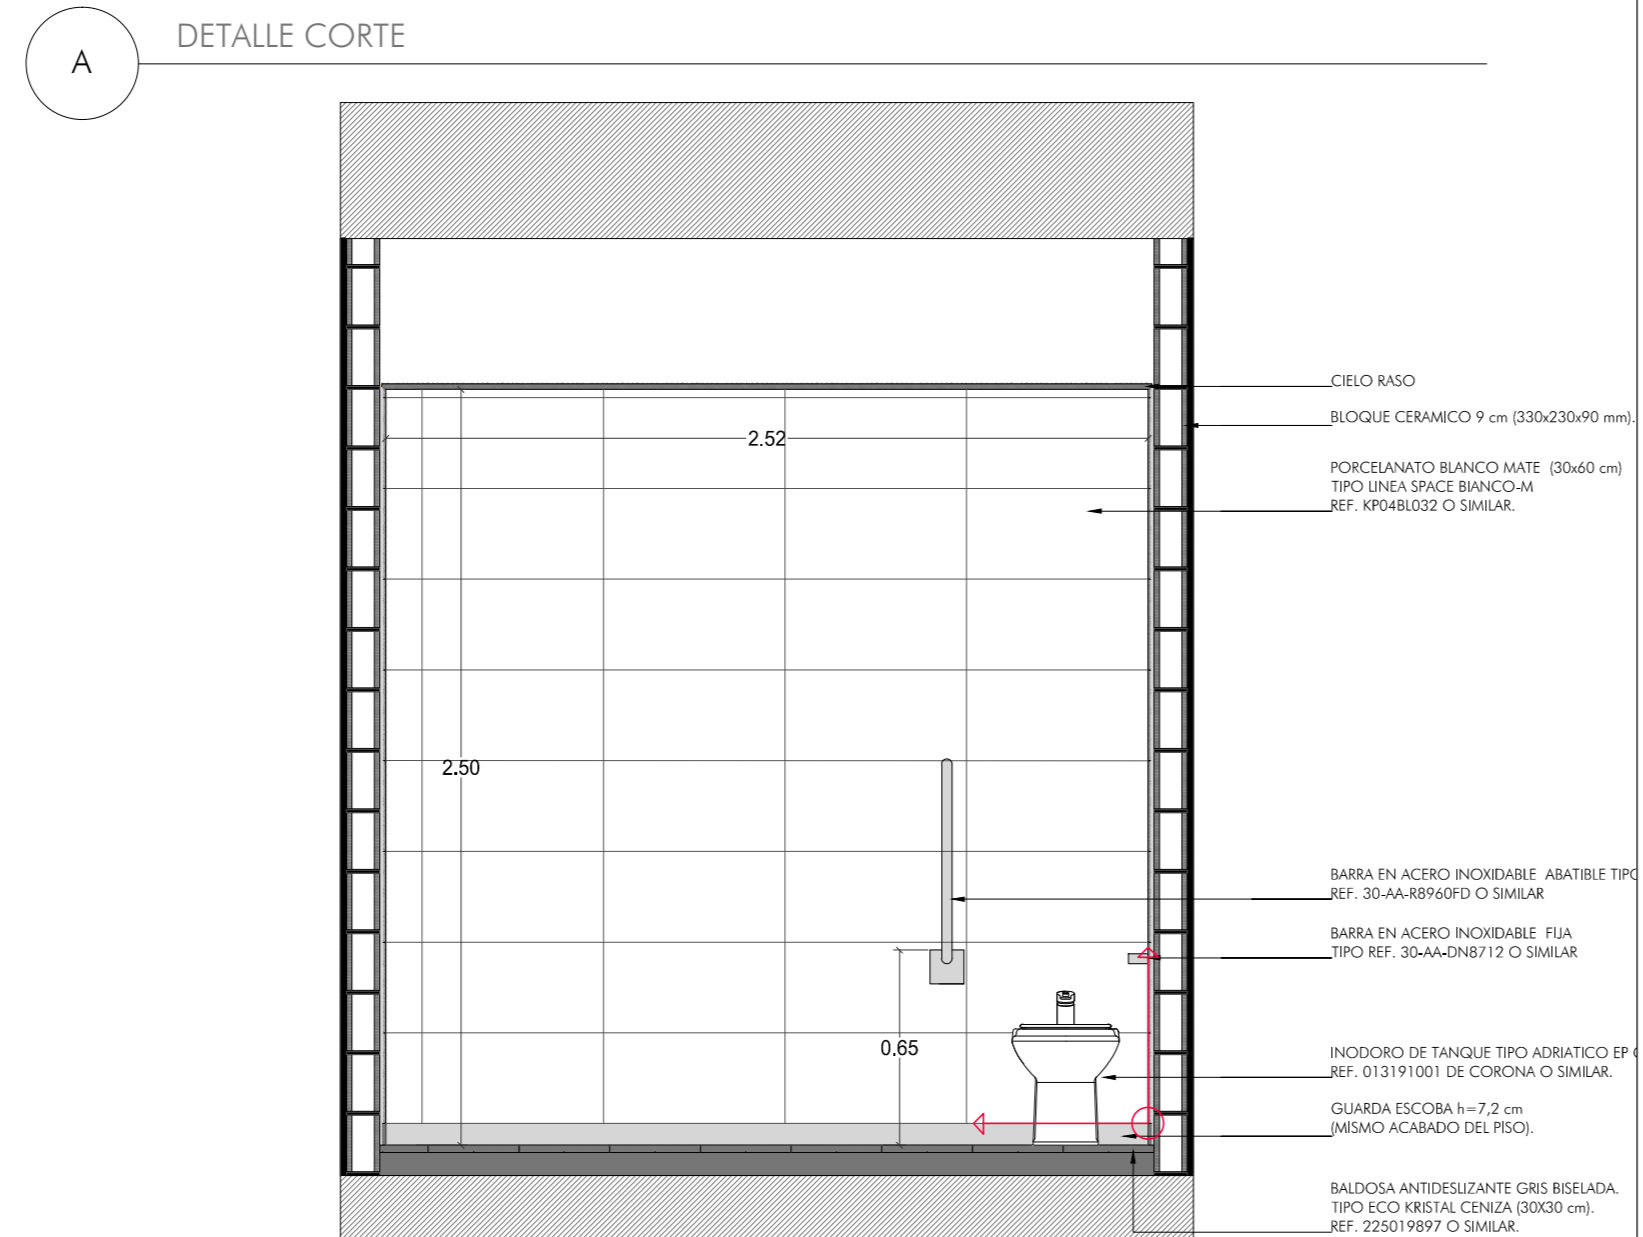 A
DETALLE CORTE
CIELO RASO
BLOQUE CERAMICO 9 cm (330x230x90 mm).
2.52
PORCELANATO BLANCO MATE (30x60 cm)
TIPO LINEA SPACE BIANCO-M
REF. KP04BL032 O SIMILAR.
2.50
BARRA EN ACERO INOXIDABLE ABATIBLE TIPO
REF. 30-AA-R8960FD O SIMILAR
BARRA EN ACERO INOXIDABLE FIJA
TIPO REF. 30-AA-DN8712 O SIMILAR
0.65
INODORO DE TANQUE TIPO ADRIATICO EP
REF. 013191001 DE CORONA O SIMILAR.
GUARDA ESCOBA h=7,2 cm
(MISMO ACABADO DEL PISO).
BALDOSA ANTIDESLIZANTE GRIS BISELADA.
TIPO ECO KRISTAL CENIZA (30X30 cm).
REF. 225019897 O SIMILAR.